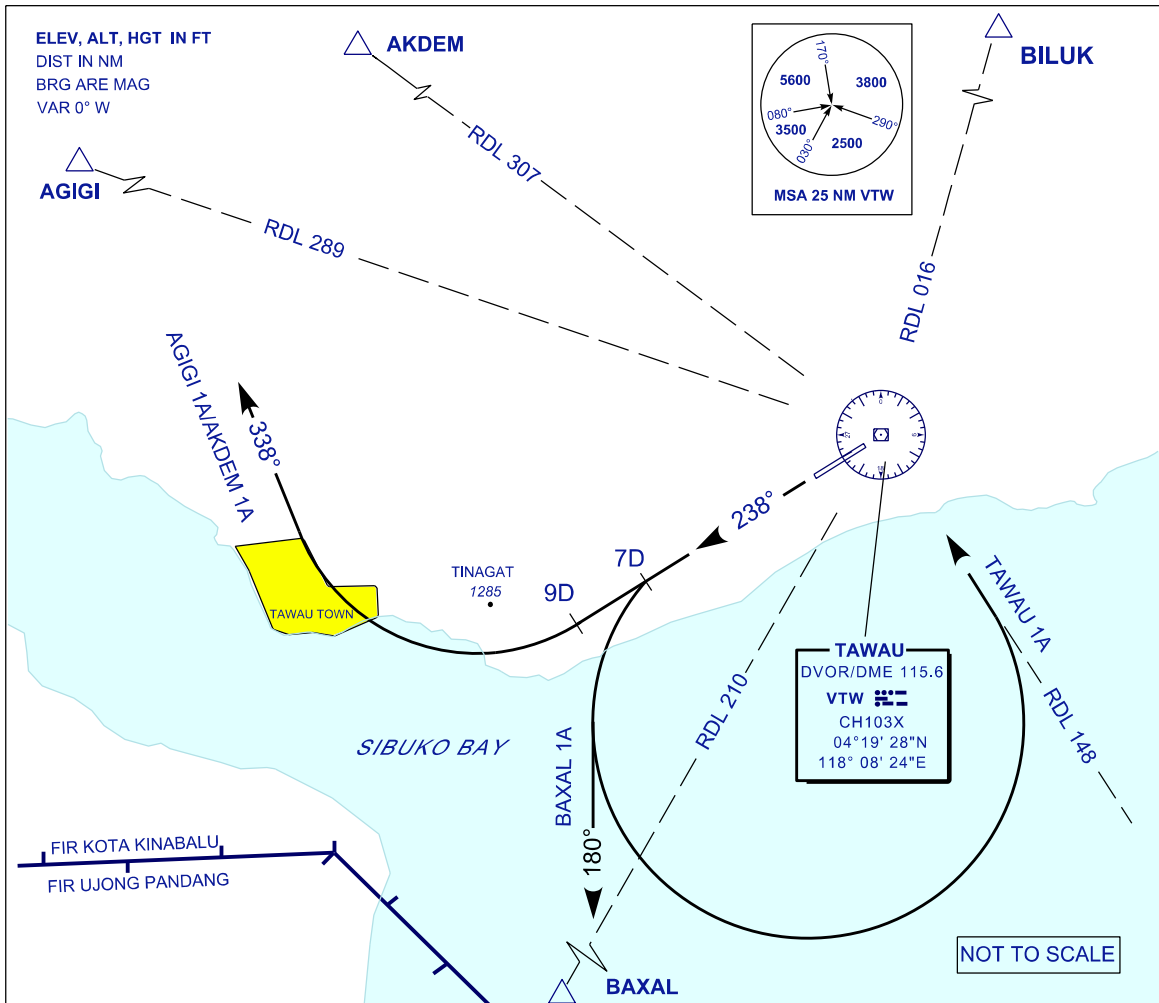 ELEV, ALT, HGT IN FT
DIST IN NM
BRG ARE MAG
VAR 0° W
AKDEM
BILUK
AGIGI
170°
5600
3800
080°
290°
3500
030°
2500
MSA 25 NM VTW
RDL 307
RDL 289
RDL 016
AGIGI 1A/AKDEM 1A
338°
0
27
9
18
238°
7D
9D
TINAGAT
1285
TAWAU TOWN
TAWAU 1A
RDL 148
RDL 210
TAWAU
DVOR/DME 115.6
VTW
CH103X
04°19' 28"N
118° 08' 24"E
SIBUKO BAY
BAXAL 1A
180°
FIR KOTA KINABALU
FIR UJONG PANDANG
NOT TO SCALE
BAXAL